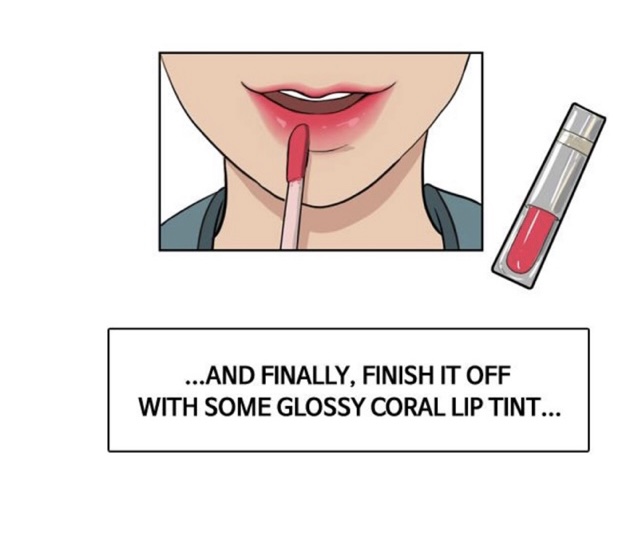 ...AND FINALLY, FINISH IT OFF
WITH SOME GLOSSY CORAL LIP TINT...